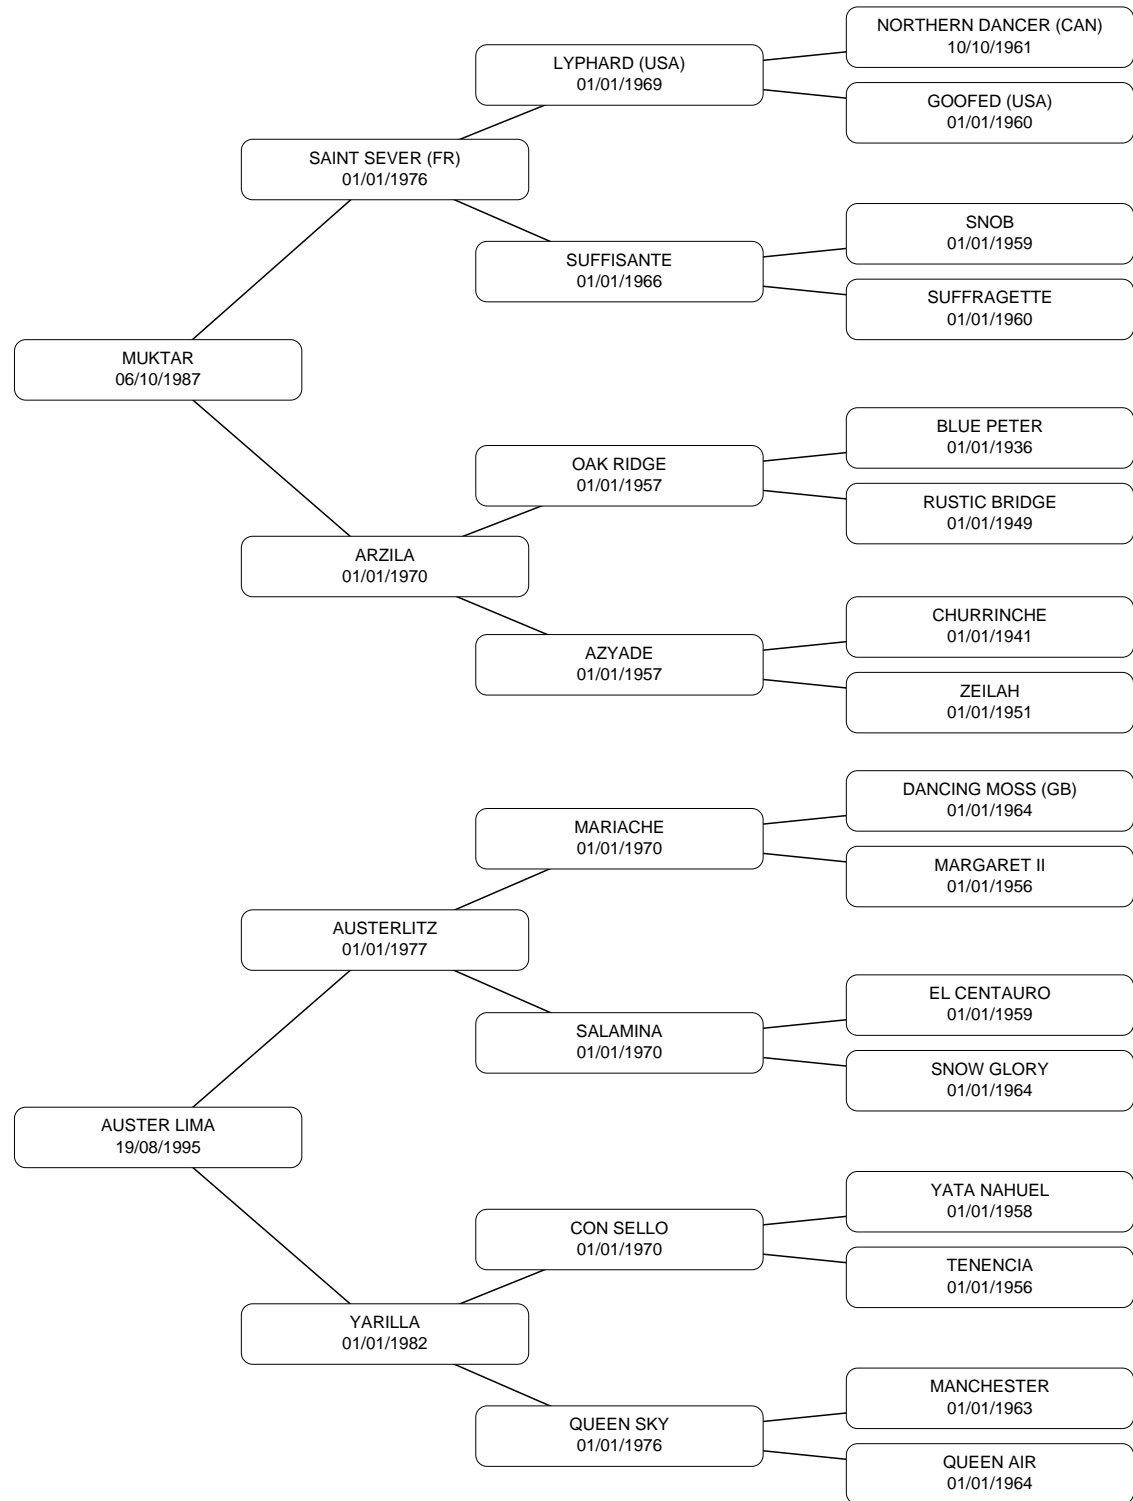 NORTHERN DANCER (CAN)
10/10/1961
LYPHARD (USA)
01/01/1969
GOOFED (USA)
01/01/1960
SAINT SEVER (FR)
01/01/1976
SNOB
01/01/1959
SUFFISANTE
01/01/1966
SUFFRAGETTE
01/01/1960
MUKTAR
06/10/1987
BLUE PETER
01/01/1936
OAK RIDGE
01/01/1957
RUSTIC BRIDGE
01/01/1949
ARZILA
01/01/1970
CHURRINCHE
01/01/1941
AZYADE
01/01/1957
ZEILAH
01/01/1951
DANCING MOSS (GB)
01/01/1964
MARIACHE
01/01/1970
MARGARET II
01/01/1956
AUSTERLITZ
01/01/1977
EL CENTAURO
01/01/1959
SALAMINA
01/01/1970
SNOW GLORY
01/01/1964
AUSTER LIMA
19/08/1995
YATA NAHUEL
01/01/1958
CON SELLO
01/01/1970
TENENCIA
01/01/1956
YARILLA
01/01/1982
MANCHESTER
01/01/1963
QUEEN SKY
01/01/1976
QUEEN AIR
01/01/1964